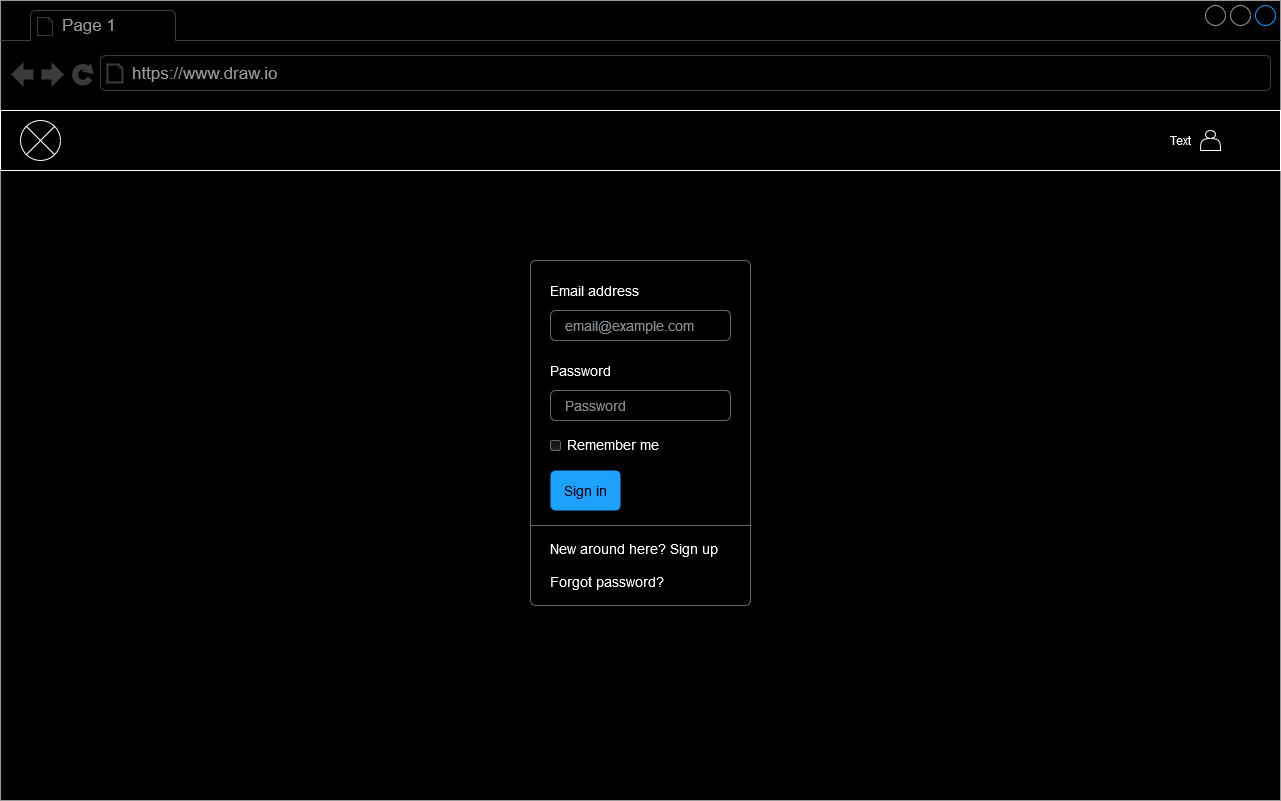 Page 1
https://www.draw.io
Text
Email address
email@example.com
Password
Password
Remember me
Sign in
New around here? Sign up
Forgot password?